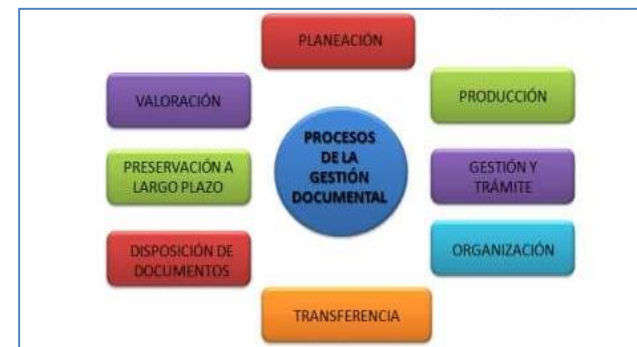 PLANEACIÓN
PRODUCCIÓN
GESTIÓN Y
TRÁMITE
ORGANIZACIÓN
TRANSFERENCIA
DISPOSICIÓN DE
DOCUMENTOS
PRESERVACIÓN A
LARGO PLAZO
VALORACIÓN
PROCESOS
DE LA
GESTIÓN
DOCUMENTAL